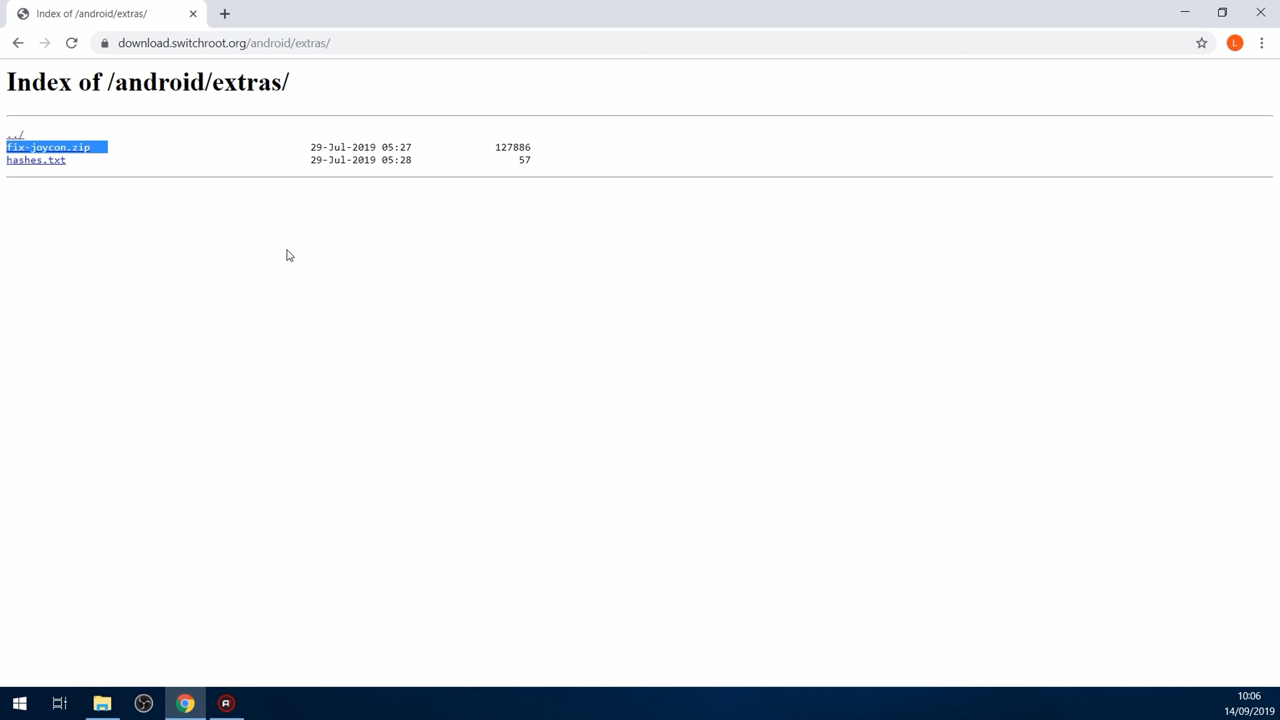 Index of /android/extras/
download.switchroot.org/android/extras/
L
Index of /android/extras/
../
fix-joycon.zip 29-Jul-2019 05:27 127886
hashes.txt 29-Jul-2019 05:28 57
10:06
14/09/2019